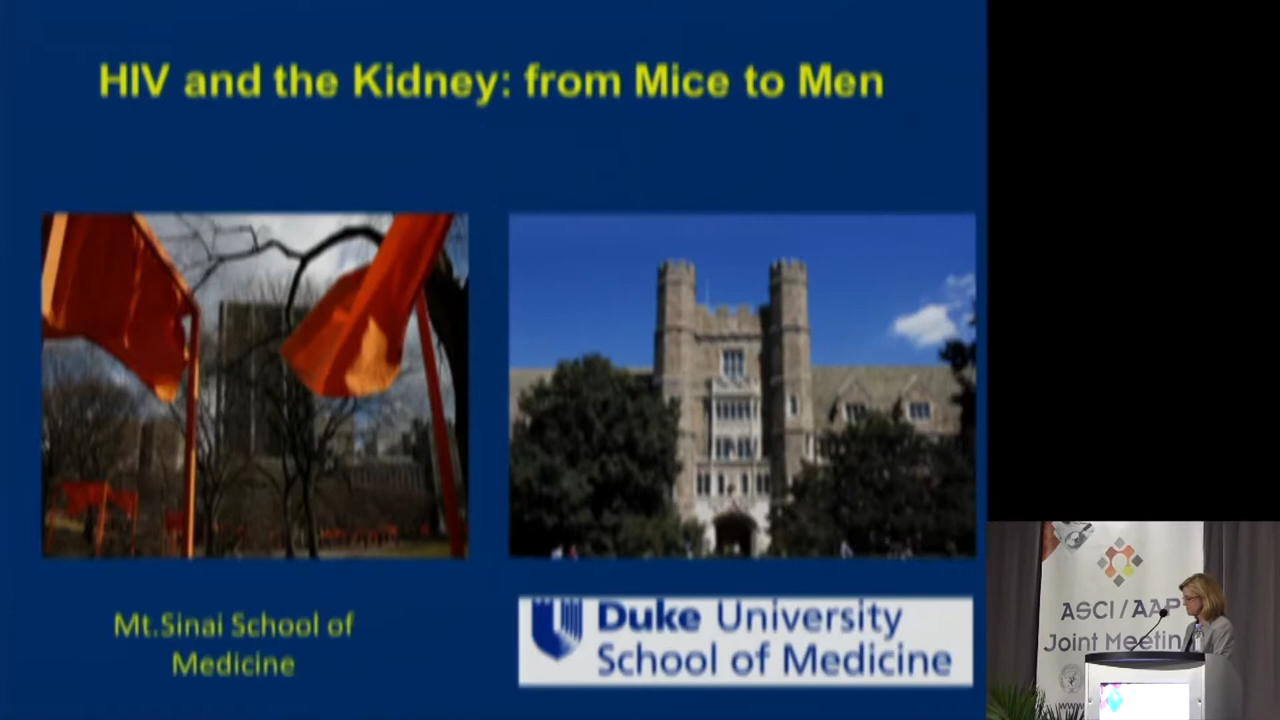 HIV and the Kidney: from Mice to Men
Mt.Sinai School of
Medicine
Duke University
School of Medicine
ASCI / AAP
Joint Meetin